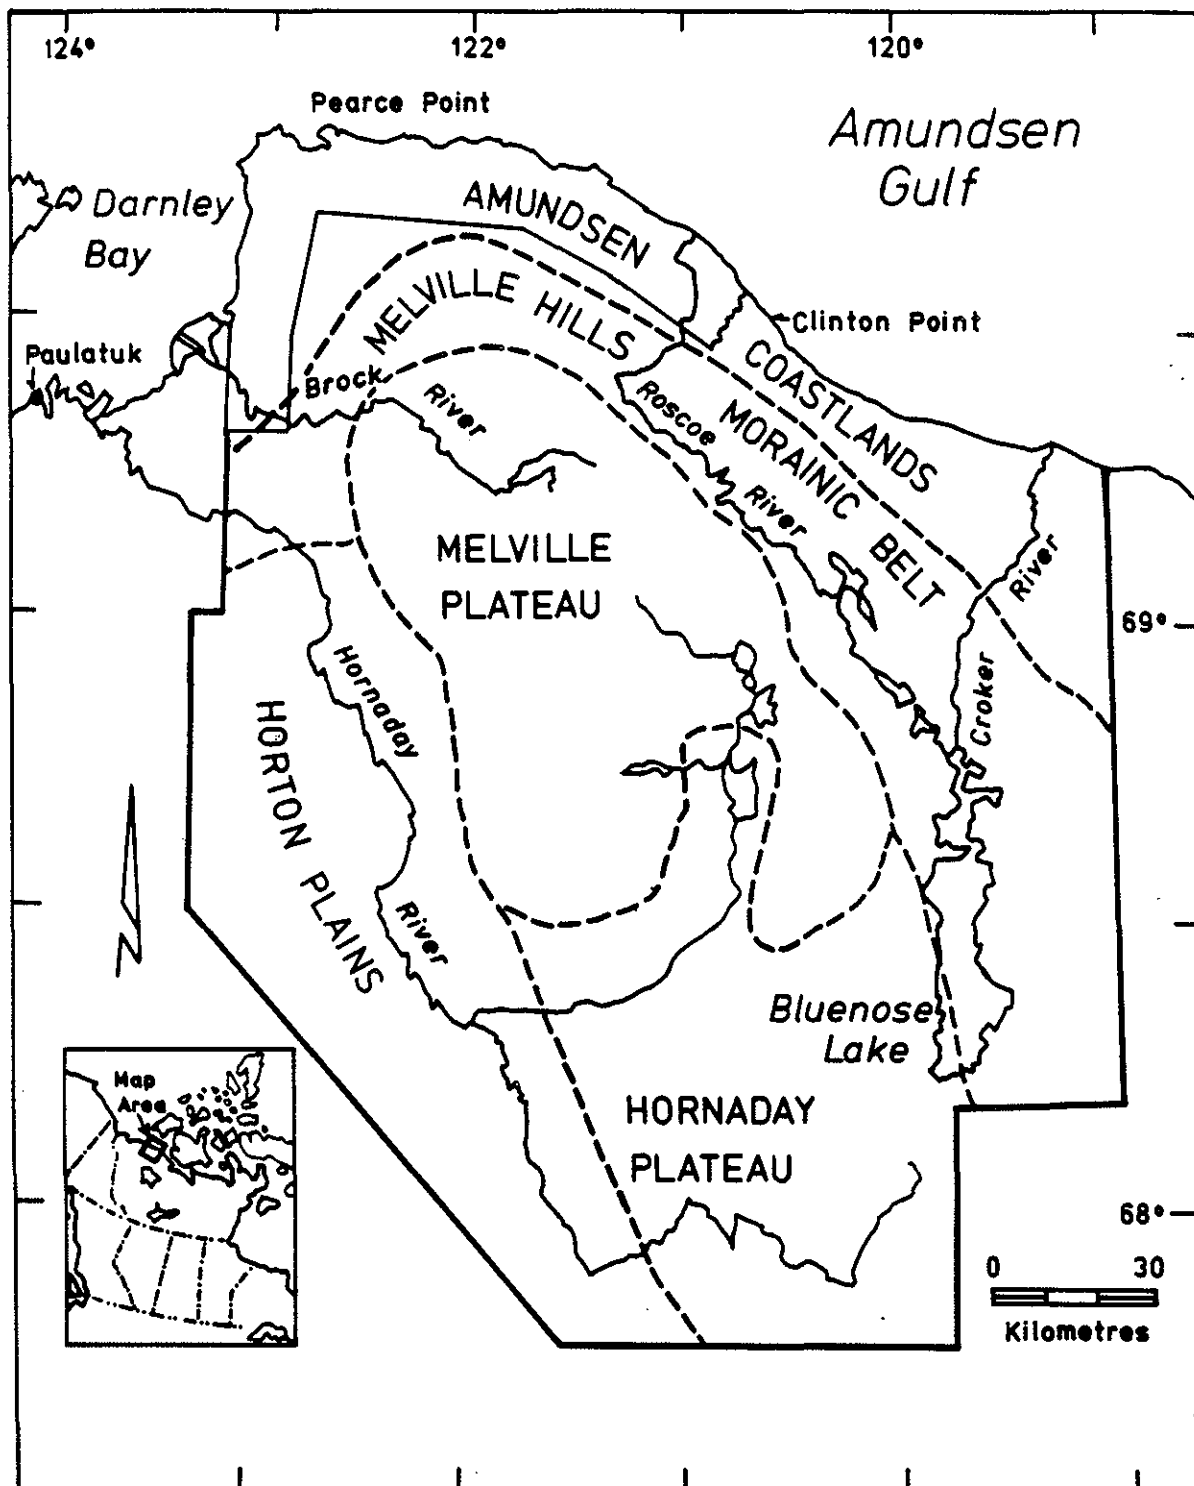 124°
122°
120°
Pearce Point
Amundsen
Gulf
Darnley
Bay
AMUNDSEN
COASTLANDS
MELVILLE HILLS
MORAINIC BELT
Clinton Point
Paulatuk
Brock
River
Roscoe
River
MELVILLE
PLATEAU
River
69°
Hornaday
River
Croker
HORTON PLAINS
Bluenose
Lake
Map
Area
HORNADAY
PLATEAU
68°
0 30
Kilometres